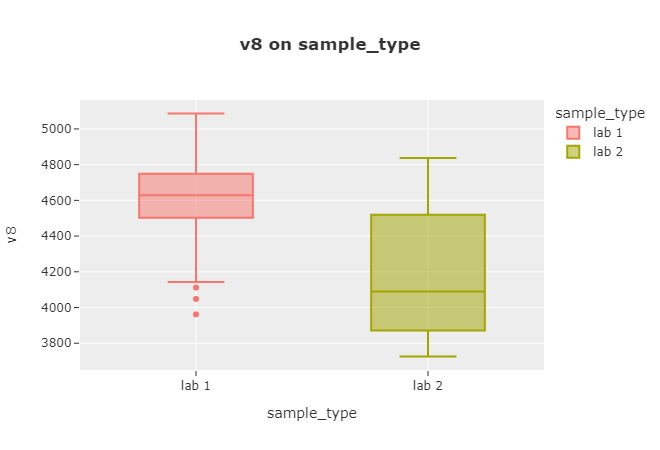 v8 on sample_type
sample_type
lab 1
lab 2
5000
4800
4600
4400
4200
4000
3800
v8
lab 1
lab 2
sample_type